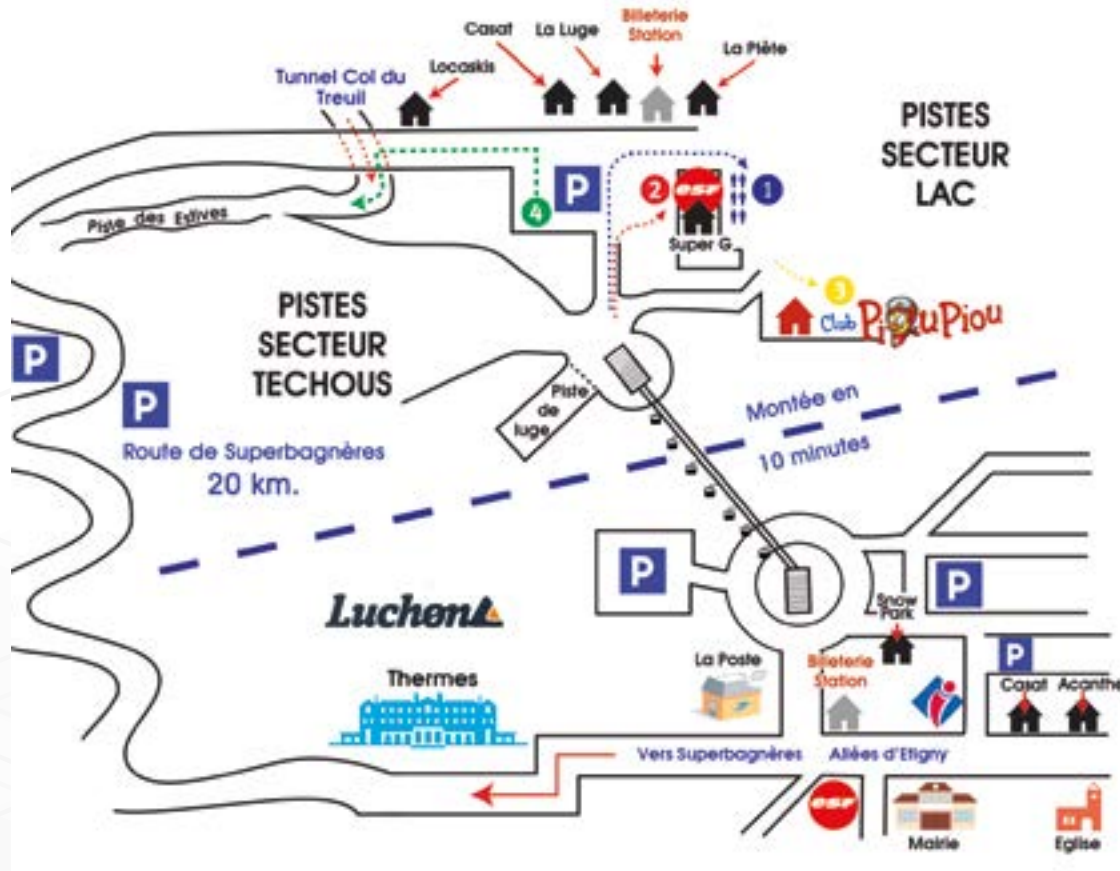 Casat
La Luge
Billeterie
Station
La Plète
Locaskis
Tunnel Col du
Treuil
PISTES
SECTEUR
LAC
P
2
esf
1
4
Super G
Piste des Estives
3
Club PiouPiou
PISTES
SECTEUR
TECHOUS
P
P
Piste
de
luge
Montée en
10 minutes
Route de Superbagnères
20 km.
P
P
Luchon
Snow
Park
La Poste
Billeterie
Station
P
Casat
Acanthe
Thermes
Vers Superbagnères
Allées d'Etigny
esf
Mairie
Eglise